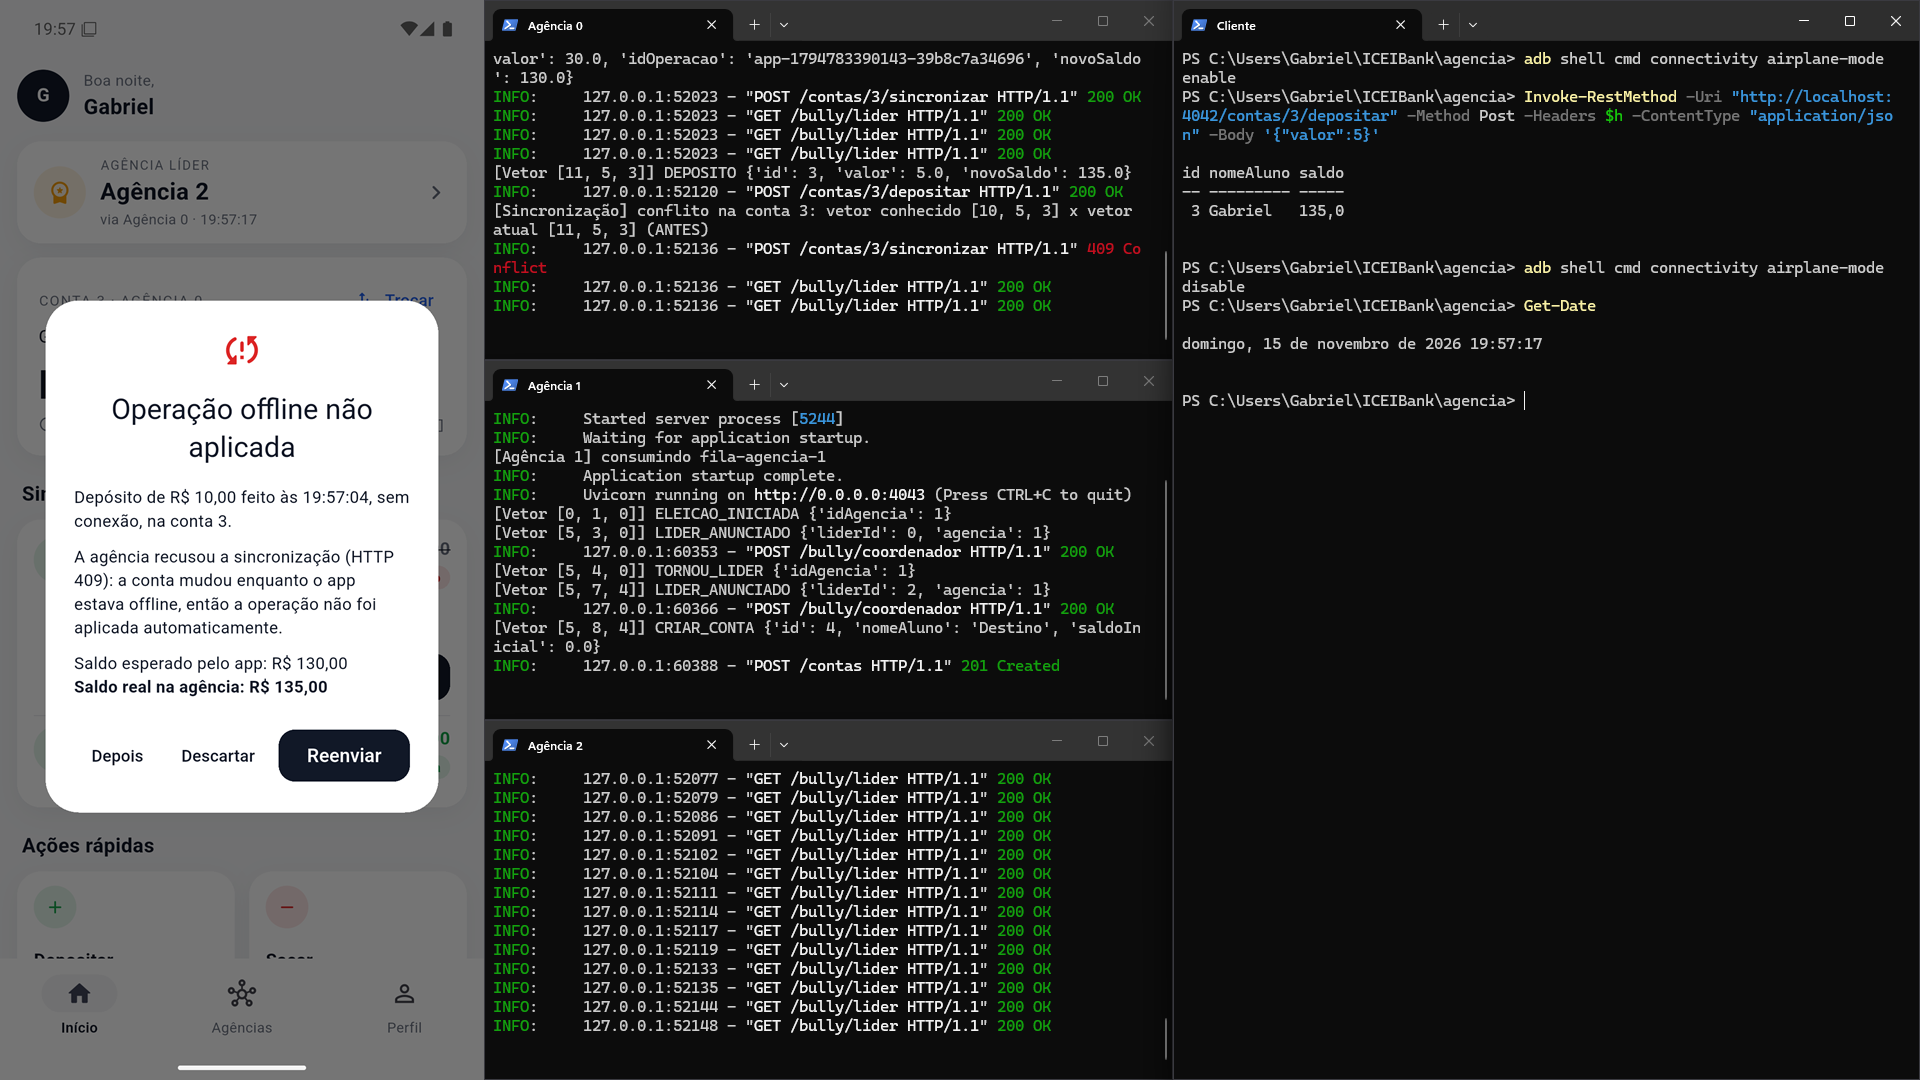 19:57
G
Boa noite,
Gabriel
AGÊNCIA LÍDER
Agência 2
via Agência 0 · 19:57:17
CONTA 3 · AGÊNCIA 0
Trocar
Operação offline não
aplicada
Depósito de R$ 10,00 feito às 19:57:04, sem
conexão, na conta 3.
A agência recusou a sincronização (HTTP
409): a conta mudou enquanto o app
estava offline, então a operação não foi
aplicada automaticamente.
Saldo esperado pelo app: R$ 130,00
Saldo real na agência: R$ 135,00
Depois
Descartar
Reenviar
Ações rápidas
Depositar
Sacar
Início
Agências
Perfil
Agência 0
valor': 30.0, 'idOperacao': 'app-1794783390143-39b8c7a34696', 'novoSaldo
': 130.0}
INFO:     127.0.0.1:52023 - "POST /contas/3/sincronizar HTTP/1.1" 200 OK
INFO:     127.0.0.1:52023 - "GET /bully/lider HTTP/1.1" 200 OK
INFO:     127.0.0.1:52023 - "GET /bully/lider HTTP/1.1" 200 OK
INFO:     127.0.0.1:52023 - "GET /bully/lider HTTP/1.1" 200 OK
[Vetor [11, 5, 3]] DEPOSITO {'id': 3, 'valor': 5.0, 'novoSaldo': 135.0}
INFO:     127.0.0.1:52120 - "POST /contas/3/depositar HTTP/1.1" 200 OK
[Sincronização] conflito na conta 3: vetor conhecido [10, 5, 3] x vetor
atual [11, 5, 3] (ANTES)
INFO:     127.0.0.1:52136 - "POST /contas/3/sincronizar HTTP/1.1" 409 Co
nflict
INFO:     127.0.0.1:52136 - "GET /bully/lider HTTP/1.1" 200 OK
INFO:     127.0.0.1:52136 - "GET /bully/lider HTTP/1.1" 200 OK
Agência 1
INFO:     Started server process [5244]
INFO:     Waiting for application startup.
[Agência 1] consumindo fila-agencia-1
INFO:     Application startup complete.
INFO:     Uvicorn running on http://0.0.0.0:4043 (Press CTRL+C to quit)
[Vetor [0, 1, 0]] ELEICAO_INICIADA {'idAgencia': 1}
[Vetor [5, 3, 0]] LIDER_ANUNCIADO {'liderId': 0, 'agencia': 1}
INFO:     127.0.0.1:60353 - "POST /bully/coordenador HTTP/1.1" 200 OK
[Vetor [5, 4, 0]] TORNOU_LIDER {'idAgencia': 1}
[Vetor [5, 7, 4]] LIDER_ANUNCIADO {'liderId': 2, 'agencia': 1}
INFO:     127.0.0.1:60366 - "POST /bully/coordenador HTTP/1.1" 200 OK
[Vetor [5, 8, 4]] CRIAR_CONTA {'id': 4, 'nomeAluno': 'Destino', 'saldoIn
icial': 0.0}
INFO:     127.0.0.1:60388 - "POST /contas HTTP/1.1" 201 Created
Agência 2
INFO:     127.0.0.1:52077 - "GET /bully/lider HTTP/1.1" 200 OK
INFO:     127.0.0.1:52079 - "GET /bully/lider HTTP/1.1" 200 OK
INFO:     127.0.0.1:52086 - "GET /bully/lider HTTP/1.1" 200 OK
INFO:     127.0.0.1:52091 - "GET /bully/lider HTTP/1.1" 200 OK
INFO:     127.0.0.1:52102 - "GET /bully/lider HTTP/1.1" 200 OK
INFO:     127.0.0.1:52104 - "GET /bully/lider HTTP/1.1" 200 OK
INFO:     127.0.0.1:52111 - "GET /bully/lider HTTP/1.1" 200 OK
INFO:     127.0.0.1:52114 - "GET /bully/lider HTTP/1.1" 200 OK
INFO:     127.0.0.1:52117 - "GET /bully/lider HTTP/1.1" 200 OK
INFO:     127.0.0.1:52119 - "GET /bully/lider HTTP/1.1" 200 OK
INFO:     127.0.0.1:52133 - "GET /bully/lider HTTP/1.1" 200 OK
INFO:     127.0.0.1:52135 - "GET /bully/lider HTTP/1.1" 200 OK
INFO:     127.0.0.1:52144 - "GET /bully/lider HTTP/1.1" 200 OK
INFO:     127.0.0.1:52148 - "GET /bully/lider HTTP/1.1" 200 OK
Cliente
PS C:\Users\Gabriel\ICEIBank\agencia> adb shell cmd connectivity airplane-mode
enable
PS C:\Users\Gabriel\ICEIBank\agencia> Invoke-RestMethod -Uri "http://localhost:
4042/contas/3/depositar" -Method Post -Headers $h -ContentType "application/jso
n" -Body '{"valor":5}'
id nomeAluno saldo
-- --------- -----
3 Gabriel   135,0
PS C:\Users\Gabriel\ICEIBank\agencia> adb shell cmd connectivity airplane-mode
disable
PS C:\Users\Gabriel\ICEIBank\agencia> Get-Date
domingo, 15 de novembro de 2026 19:57:17
PS C:\Users\Gabriel\ICEIBank\agencia>